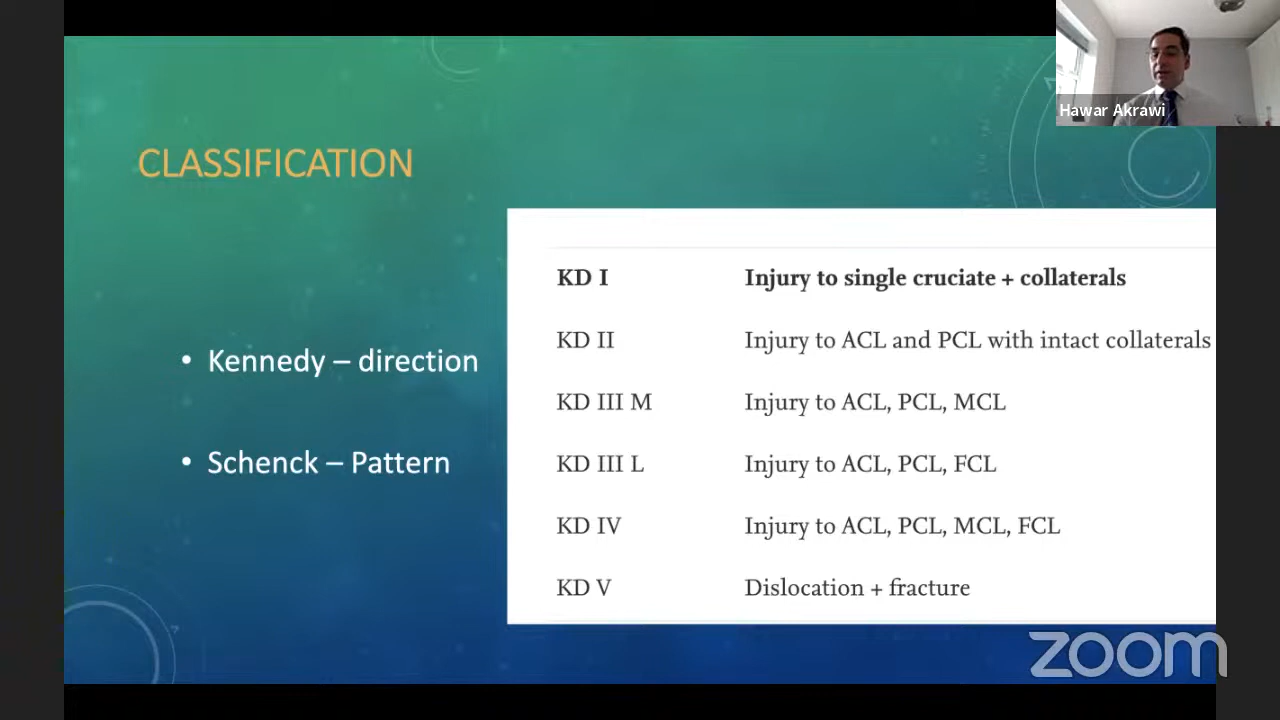 Hawar Akrawi
CLASSIFICATION
• Kennedy – direction
• Schenck – Pattern
KD I Injury to single cruciate + collaterals
KD II Injury to ACL and PCL with intact collaterals
KD III M Injury to ACL, PCL, MCL
KD III L Injury to ACL, PCL, FCL
KD IV Injury to ACL, PCL, MCL, FCL
KD V Dislocation + fracture
zoom